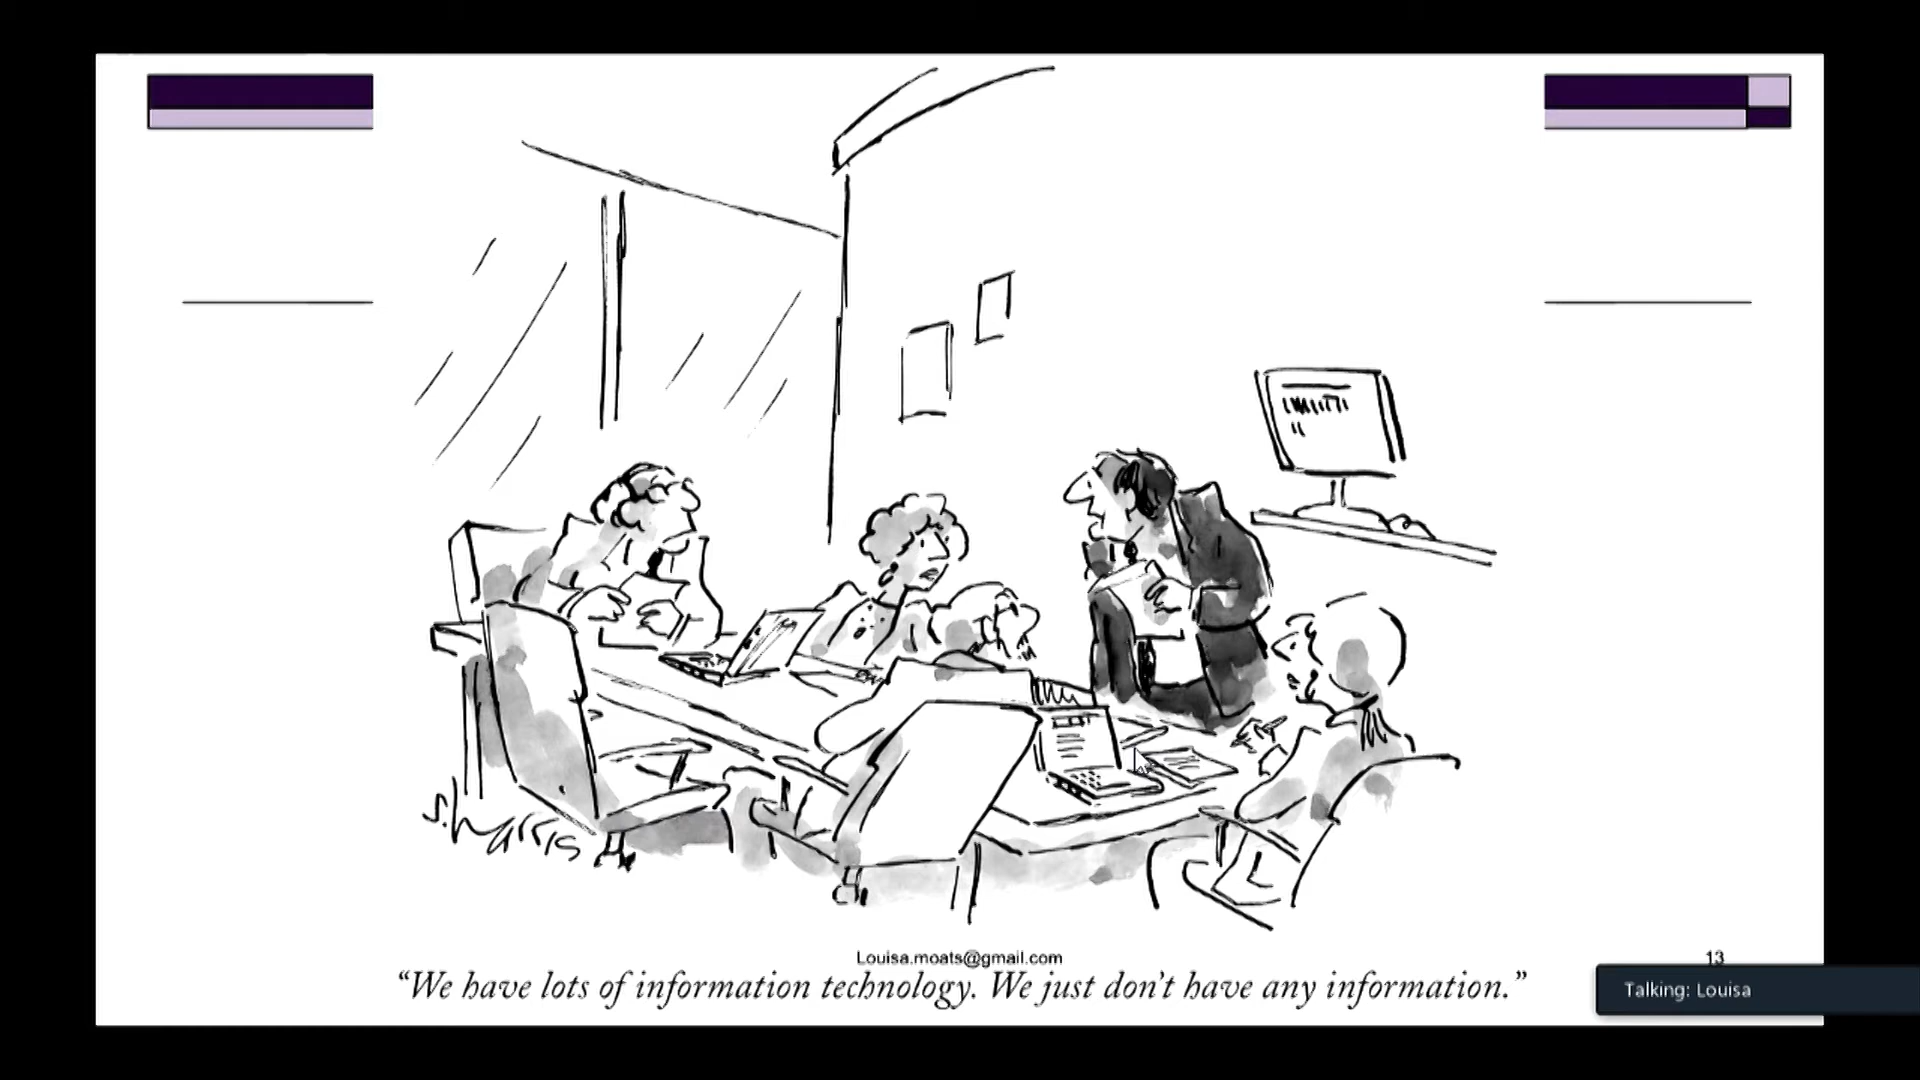 S. Harris
Louisa.moats@gmail.com
13
“We have lots of information technology. We just don’t have any information.”
Talking: Louisa